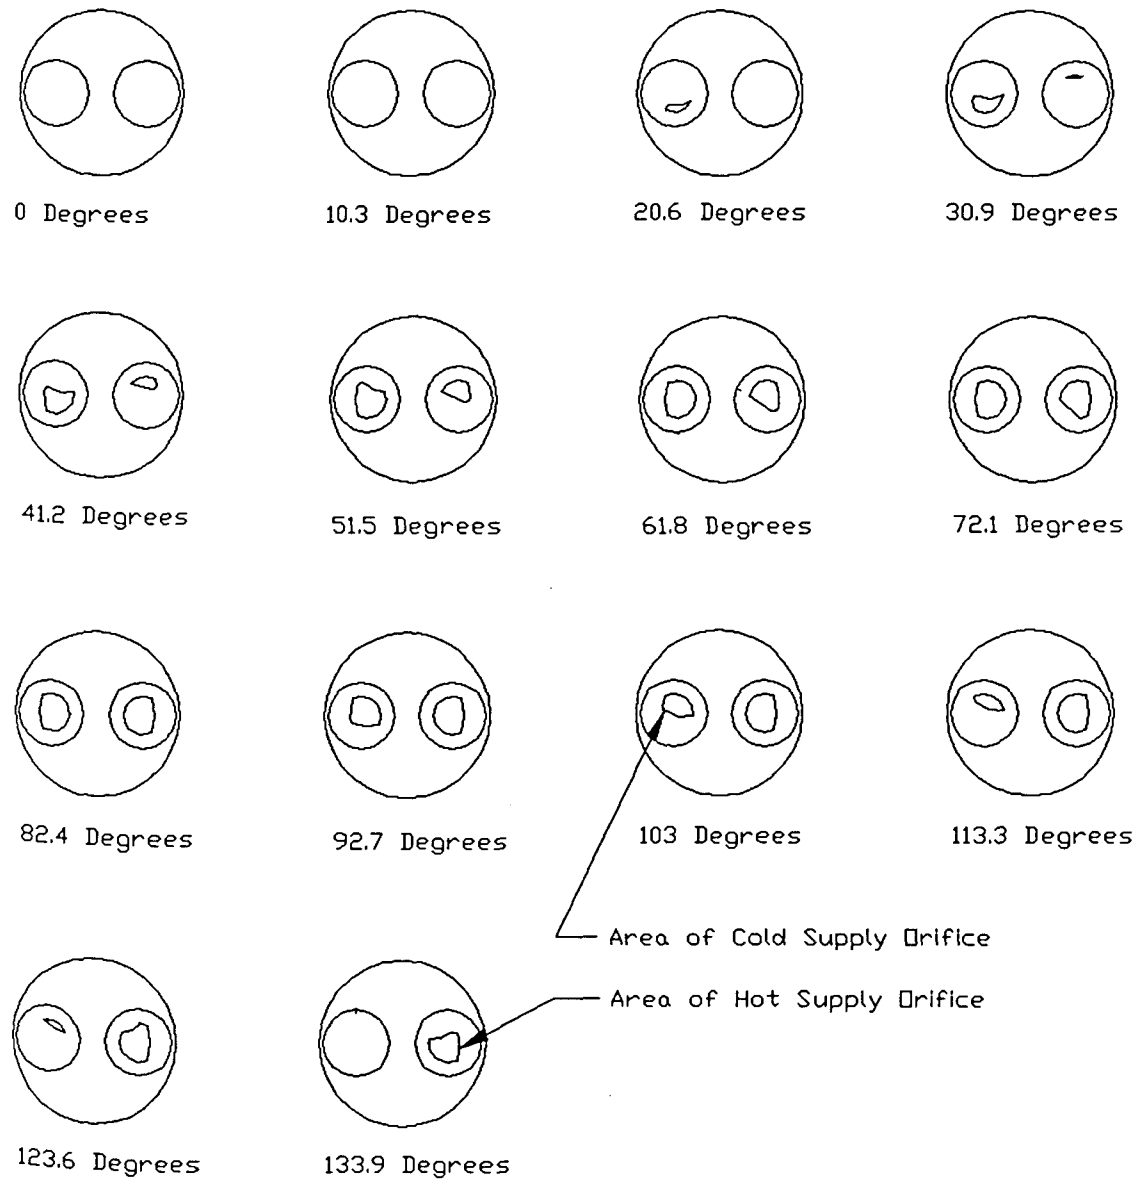 0 Degrees
10.3 Degrees
20.6 Degrees
30.9 Degrees
41.2 Degrees
51.5 Degrees
61.8 Degrees
72.1 Degrees
82.4 Degrees
92.7 Degrees
103 Degrees
113.3 Degrees
Area of Cold Supply Orifice
Area of Hot Supply Orifice
123.6 Degrees
133.9 Degrees